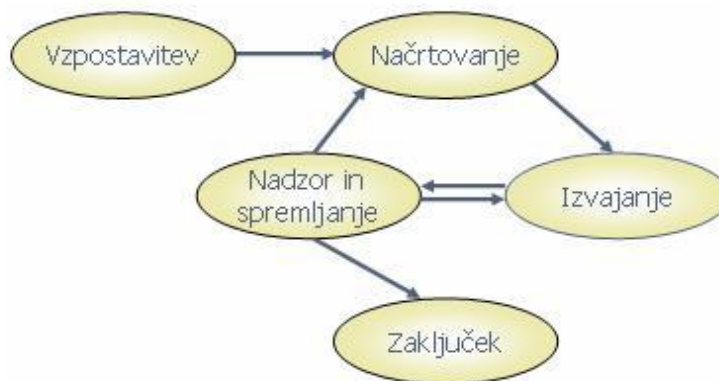 Vzpostavitev
Načrtovanje
Nadzor in
spremljanje
Izvajanje
Zaključek